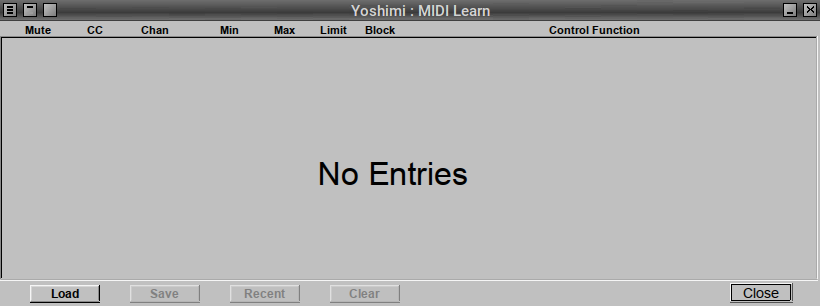 Yoshimi : MIDI Learn
Mute CC Chan Min Max Limit Block Control Function
No Entries
Load Save Recent Clear Close